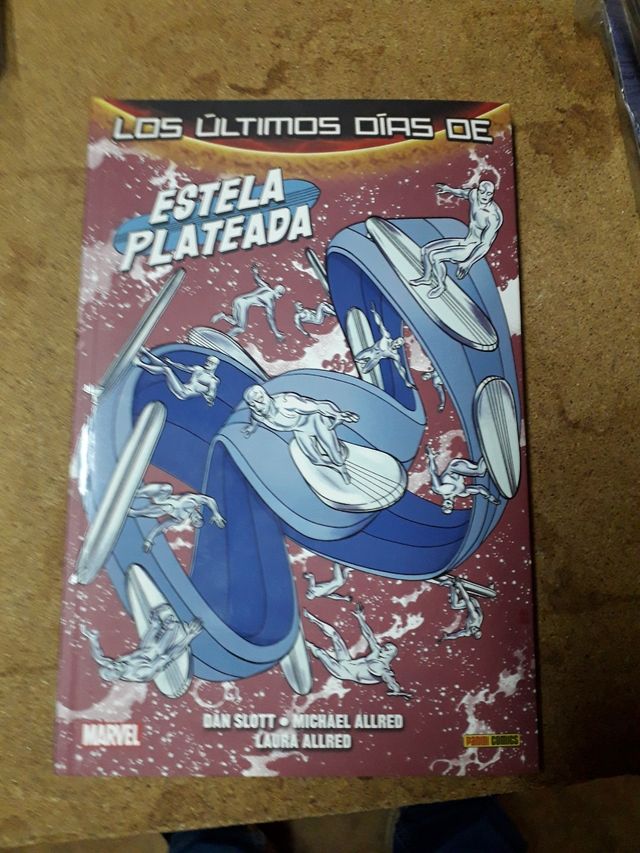 LOS ÚLTIMOS DÍAS DE
ESTELA
PLATEADA
DAN SLOTT • MICHAEL ALLRED
LAURA ALLRED
MARVEL
PANINI COMICS